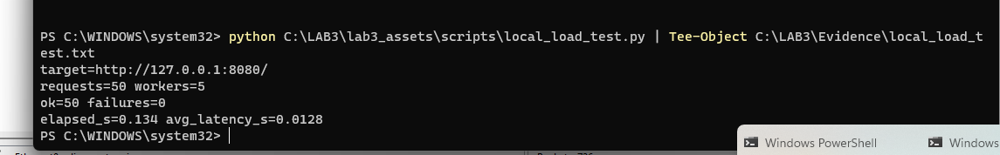 PS C:\WINDOWS\system32> python C:\LAB3\lab3_assets\scripts\local_load_test.py | Tee-Object C:\LAB3\Evidence\local_load_t
est.txt
target=http://127.0.0.1:8080/
requests=50 workers=5
ok=50 failures=0
elapsed_s=0.134 avg_latency_s=0.0128
PS C:\WINDOWS\system32>
Windows PowerShell
Windows